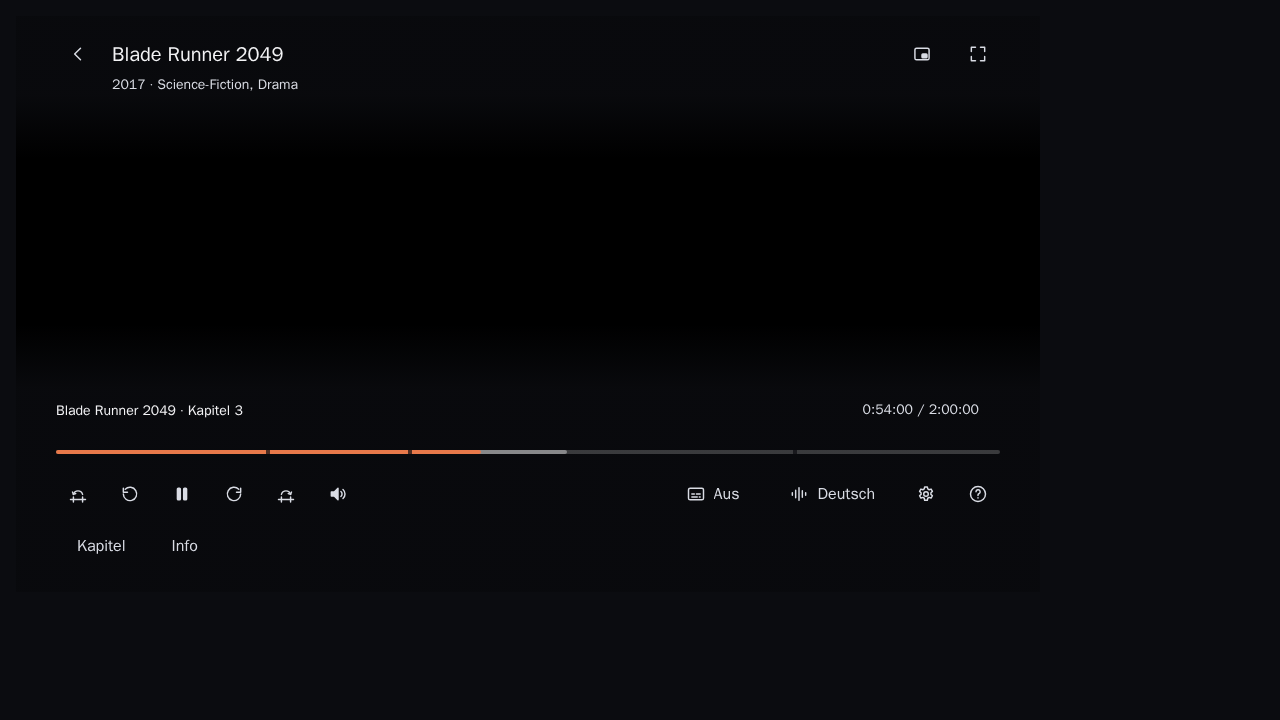 Blade Runner 2049
2017 · Science-Fiction, Drama
Blade Runner 2049 · Kapitel 3
0:54:00 / 2:00:00
Aus
Deutsch
Kapitel
Info